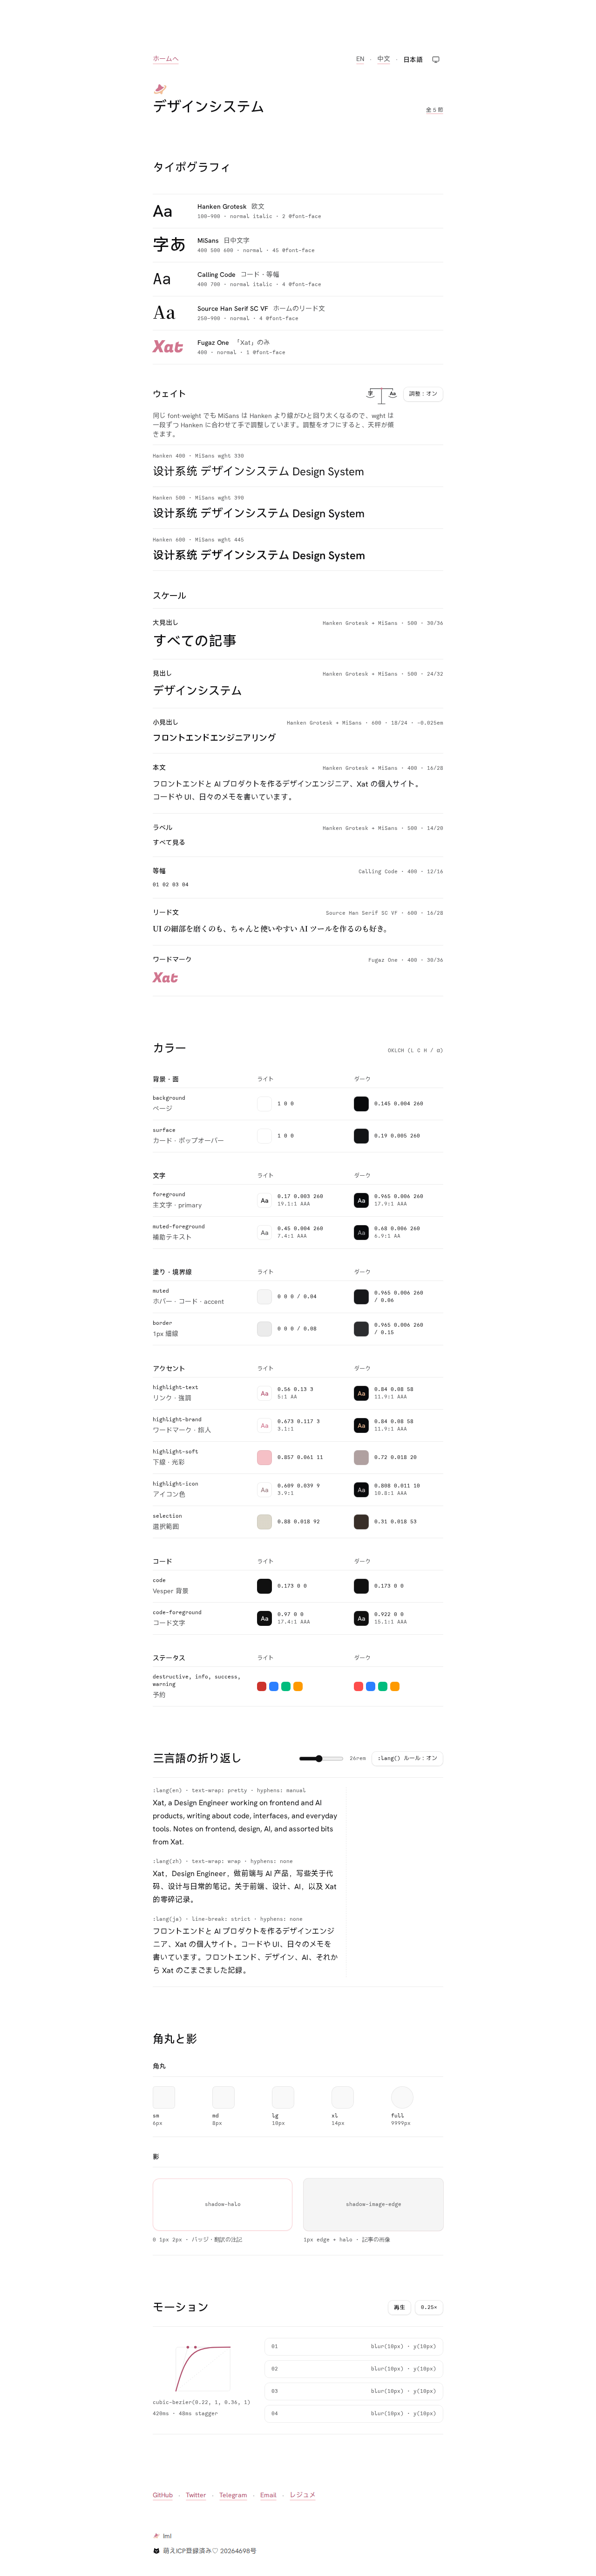 ホームへ
EN · 中文 · 日本語
デザインシステム
全 5 部
タイポグラフィ
Aa
Hanken Grotesk 欧文
100–900 · normal italic · 2 @font-face
字あ
MiSans 日中文字
400 500 600 · normal · 45 @font-face
Aa
Calling Code コード・等幅
400 700 · normal italic · 4 @font-face
Aa
Source Han Serif SC VF ホームのリード文
250–900 · normal · 4 @font-face
Xat
Fugaz One 「Xat」のみ
400 · normal · 1 @font-face
ウェイト
字 Aa
調整：オン
同じ font-weight でも MiSans は Hanken より線がひと回り太くなるので、wght は
一段ずつ Hanken に合わせて手で調整しています。調整をオフにすると、天秤が傾
きます。
Hanken 400 · MiSans wght 330
设计系统 デザインシステム Design System
Hanken 500 · MiSans wght 390
设计系统 デザインシステム Design System
Hanken 600 · MiSans wght 445
设计系统 デザインシステム Design System
スケール
大見出し
Hanken Grotesk + MiSans · 500 · 30/36
すべての記事
見出し
Hanken Grotesk + MiSans · 500 · 24/32
デザインシステム
小見出し
Hanken Grotesk + MiSans · 600 · 18/24 · -0.025em
フロントエンドエンジニアリング
本文
Hanken Grotesk + MiSans · 400 · 16/28
フロントエンドと AI プロダクトを作るデザインエンジニア、Xat の個人サイト。
コードや UI、日々のメモを書いています。
ラベル
Hanken Grotesk + MiSans · 500 · 14/20
すべて見る
等幅
Calling Code · 400 · 12/16
01 02 03 04
リード文
Source Han Serif SC VF · 600 · 16/28
UI の細部を磨くのも、ちゃんと使いやすい AI ツールを作るのも好き。
ワードマーク
Fugaz One · 400 · 30/36
Xat
カラー
OKLCH (L C H / α)
背景・面 ライト ダーク
background
ページ
1 0 0
0.145 0.004 260
surface
カード・ポップオーバー
1 0 0
0.19 0.005 260
文字 ライト ダーク
foreground
主文字・primary
Aa
0.17 0.003 260
19.1:1 AAA
Aa
0.965 0.006 260
17.9:1 AAA
muted-foreground
補助テキスト
Aa
0.45 0.004 260
7.4:1 AAA
Aa
0.68 0.006 260
6.9:1 AA
塗り・境界線 ライト ダーク
muted
ホバー・コード・accent
0 0 0 / 0.04
0.965 0.006 260
/ 0.06
border
1px 細線
0 0 0 / 0.08
0.965 0.006 260
/ 0.15
アクセント ライト ダーク
highlight-text
リンク・強調
Aa
0.56 0.13 3
5:1 AA
Aa
0.84 0.08 58
11.9:1 AAA
highlight-brand
ワードマーク・旅人
Aa
0.673 0.117 3
3.1:1
Aa
0.84 0.08 58
11.9:1 AAA
highlight-soft
下線・光彩
0.857 0.061 11
0.72 0.018 20
highlight-icon
アイコン色
Aa
0.609 0.039 9
3.9:1
Aa
0.808 0.011 10
10.8:1 AAA
selection
選択範囲
0.88 0.018 92
0.31 0.018 53
コード ライト ダーク
code
Vesper 背景
0.173 0 0
0.173 0 0
code-foreground
コード文字
Aa
0.97 0 0
17.4:1 AAA
Aa
0.922 0 0
15.1:1 AAA
ステータス ライト ダーク
destructive, info, success,
warning
予約
三言語の折り返し
26rem
:lang() ルール：オン
:lang(en) · text-wrap: pretty · hyphens: manual
Xat, a Design Engineer working on frontend and AI
products, writing about code, interfaces, and everyday
tools. Notes on frontend, design, AI, and assorted bits
from Xat.
:lang(zh) · text-wrap: wrap · hyphens: none
Xat，Design Engineer，做前端与 AI 产品，写些关于代
码、设计与日常的笔记。关于前端、设计、AI，以及 Xat
的零碎记录。
:lang(ja) · line-break: strict · hyphens: none
フロントエンドと AI プロダクトを作るデザインエンジ
ニア、Xat の個人サイト。コードや UI、日々のメモを
書いています。フロントエンド、デザイン、AI、それか
ら Xat のこまごました記録。
角丸と影
角丸
sm
6px
md
8px
lg
10px
xl
14px
full
9999px
影
shadow-halo
shadow-image-edge
0 1px 2px · バッジ・翻訳の注記
1px edge + halo · 記事の画像
モーション
再生
0.25×
cubic-bezier(0.22, 1, 0.36, 1)
420ms · 48ms stagger
01 blur(10px) · y(10px)
02 blur(10px) · y(10px)
03 blur(10px) · y(10px)
04 blur(10px) · y(10px)
GitHub · Twitter · Telegram · Email · レジュメ
lml
萌えICP登録済み♡ 20264698号